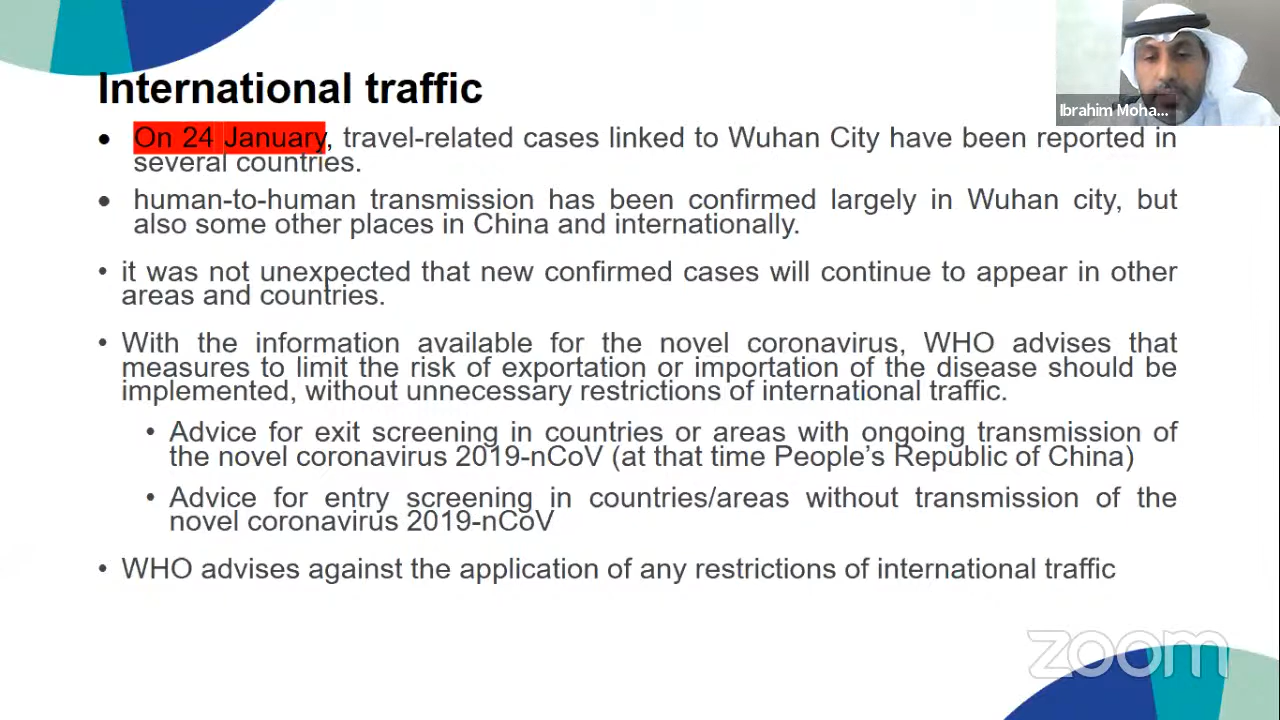 International traffic
Ibrahim Moha...
• On 24 January, travel-related cases linked to Wuhan City have been reported in
several countries.
• human-to-human transmission has been confirmed largely in Wuhan city, but
also some other places in China and internationally.
• it was not unexpected that new confirmed cases will continue to appear in other
areas and countries.
• With the information available for the novel coronavirus, WHO advises that
measures to limit the risk of exportation or importation of the disease should be
implemented, without unnecessary restrictions of international traffic.
• Advice for exit screening in countries or areas with ongoing transmission of
the novel coronavirus 2019-nCoV (at that time People’s Republic of China)
• Advice for entry screening in countries/areas without transmission of the
novel coronavirus 2019-nCoV
• WHO advises against the application of any restrictions of international traffic
zoom